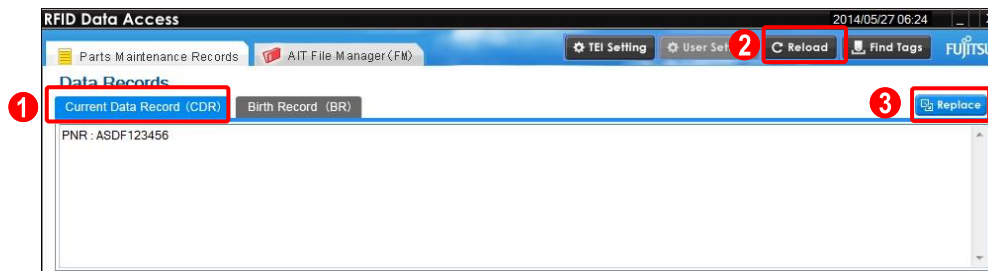 RFID Data Access 2014/05/27 06:24
Parts Maintenance Records AIT File Manager(FM) TEI Setting User Set 2 Reload Find Tags FUJITSU
Data Records
1 Current Data Record (CDR) Birth Record (BR) 3 Replace
PNR : ASDF123456